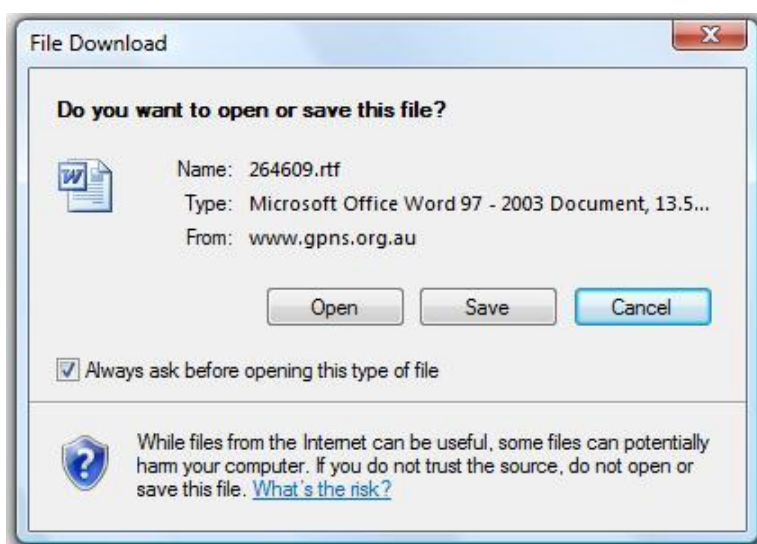 File Download
Do you want to open or save this file?
Name: 264609.rtf
Type: Microsoft Office Word 97 - 2003 Document, 13.5...
From: www.gpns.org.au
Open Save Cancel
Always ask before opening this type of file
While files from the Internet can be useful, some files can potentially
harm your computer. If you do not trust the source, do not open or
save this file. What's the risk?